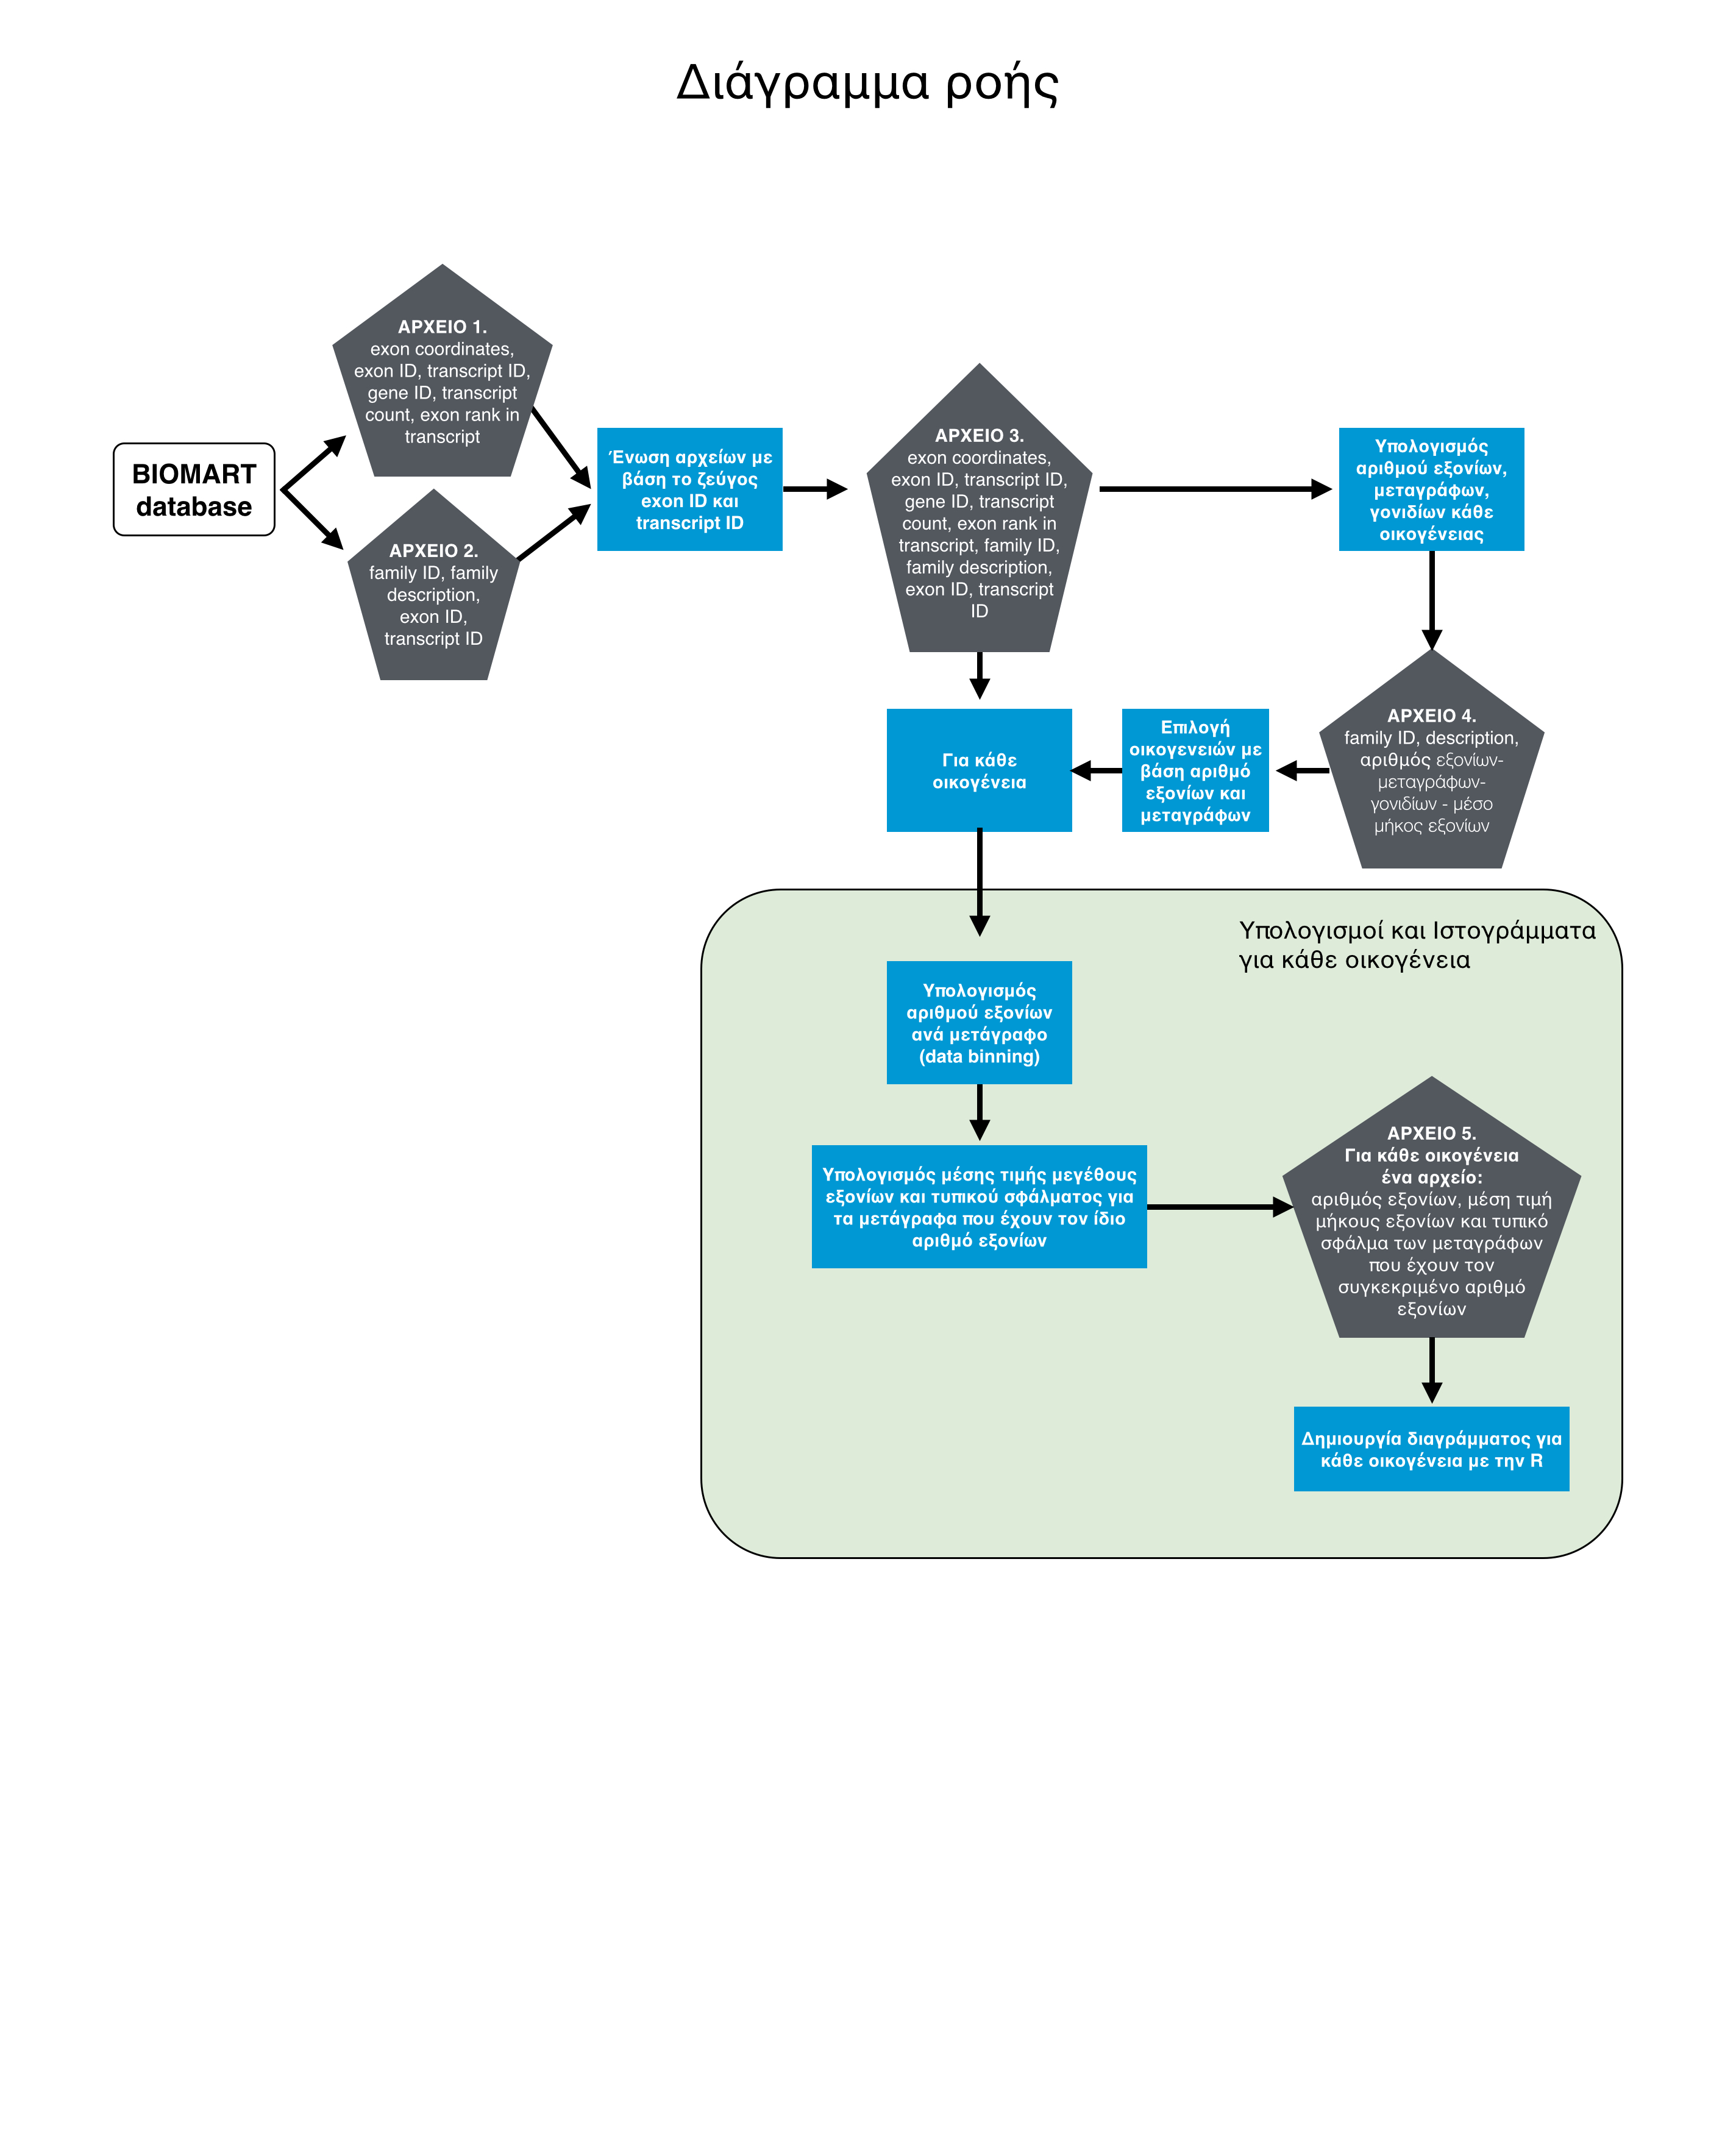 Διάγραμμα ροής
ΑΡΧΕΙΟ 1.
exon coordinates,
exon ID, transcript ID,
gene ID, transcript
count, exon rank in
transcript
BIOMART
database
ΑΡΧΕΙΟ 2.
family ID, family
description,
exon ID,
transcript ID
Ένωση αρχείων με
βάση το ζεύγος
exon ID και
transcript ID
ΑΡΧΕΙΟ 3.
exon coordinates,
exon ID, transcript ID,
gene ID, transcript
count, exon rank in
transcript, family ID,
family description,
exon ID, transcript
ID
Υπολογισμός
αριθμού εξονίων,
μεταγράφων,
γονιδίων κάθε
οικογένειας
ΑΡΧΕΙΟ 4.
family ID, description,
αριθμός εξονίων-
μεταγράφων-
γονιδίων - μέσο
μήκος εξονίων
Επιλογή
οικογενειών με
βάση αριθμό
εξονίων και
μεταγράφων
Για κάθε
οικογένεια
Υπολογισμοί και Ιστογράμματα
για κάθε οικογένεια
Υπολογισμός
αριθμού εξονίων
ανά μετάγραφο
(data binning)
Υπολογισμός μέσης τιμής μεγέθους
εξονίων και τυπικού σφάλματος για
τα μετάγραφα που έχουν τον ίδιο
αριθμό εξονίων
ΑΡΧΕΙΟ 5.
Για κάθε οικογένεια
ένα αρχείο:
αριθμός εξονίων, μέση τιμή
μήκους εξονίων και τυπικό
σφάλμα των μεταγράφων
που έχουν τον
συγκεκριμένο αριθμό
εξονίων
Δημιουργία διαγράμματος για
κάθε οικογένεια με την R